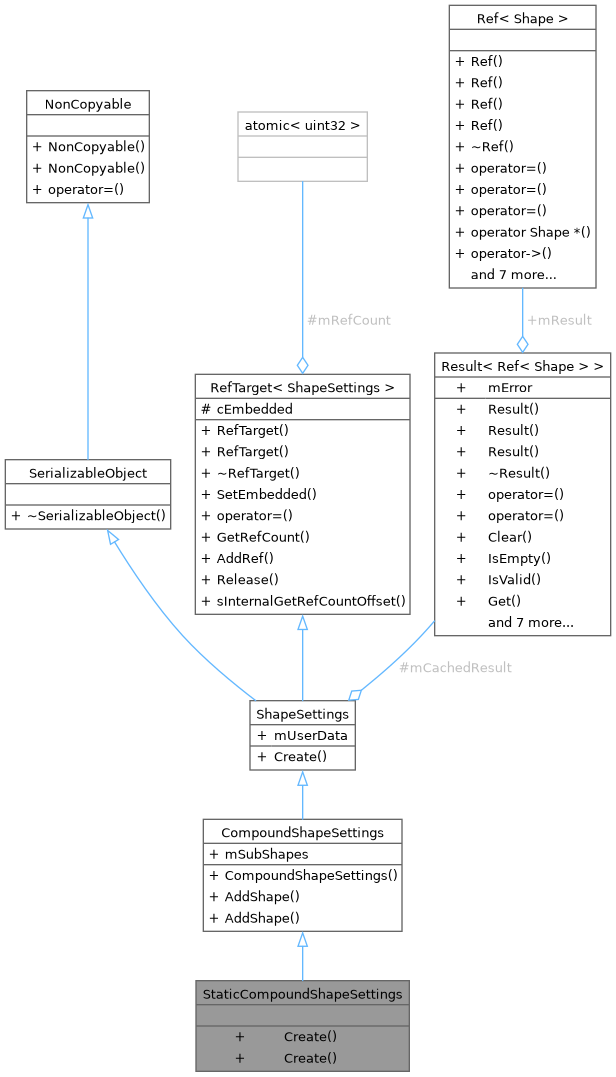 Ref< Shape >
+ Ref()
+ Ref()
+ Ref()
+ Ref()
+ ~Ref()
+ operator=()
+ operator=()
+ operator=()
+ operator Shape *()
+ operator->()
and 7 more...
NonCopyable
+ NonCopyable()
+ NonCopyable()
+ operator=()
atomic< uint32 >
#mRefCount
+mResult
Result< Ref< Shape > >
+ mError
+ Result()
+ Result()
+ Result()
+ ~Result()
+ operator=()
+ operator=()
+ Clear()
+ IsEmpty()
+ IsValid()
+ Get()
and 7 more...
RefTarget< ShapeSettings >
# cEmbedded
+ RefTarget()
+ RefTarget()
+ ~RefTarget()
+ SetEmbedded()
+ operator=()
+ GetRefCount()
+ AddRef()
+ Release()
+ sInternalGetRefCountOffset()
SerializableObject
+ ~SerializableObject()
#mCachedResult
ShapeSettings
+ mUserData
+ Create()
CompoundShapeSettings
+ mSubShapes
+ CompoundShapeSettings()
+ AddShape()
+ AddShape()
StaticCompoundShapeSettings
+ Create()
+ Create()